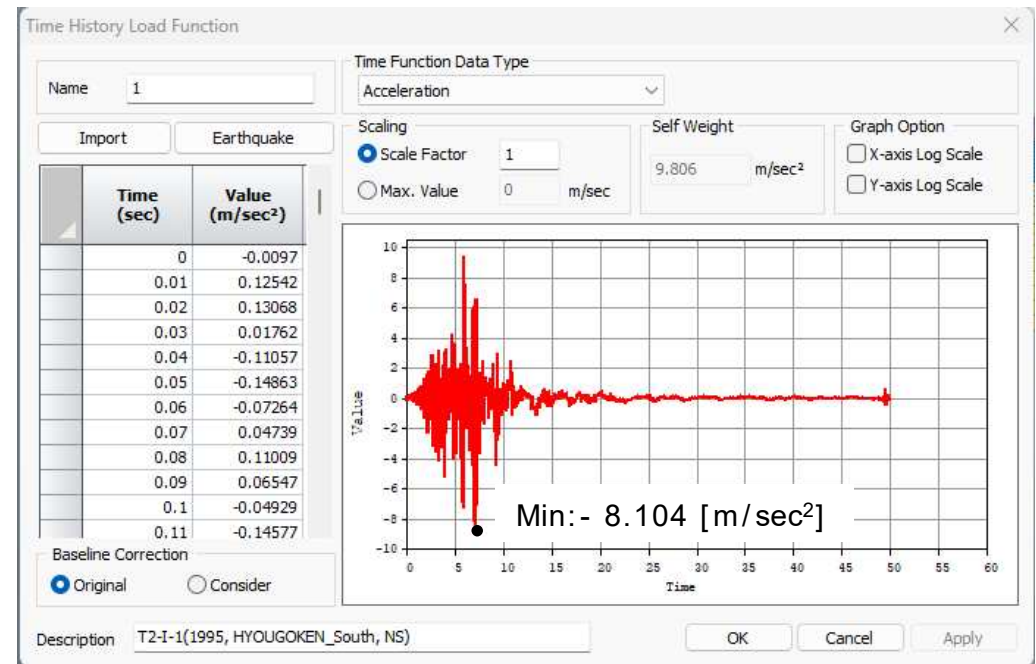 Time History Load Function
Name 1
Import Earthquake
Time (sec) Value (m/sec²)
0 -0.0097
0.01 0.12542
0.02 0.13068
0.03 0.01762
0.04 -0.11057
0.05 -0.14863
0.06 -0.07264
0.07 0.04739
0.08 0.11009
0.09 0.06547
0.1 -0.04929
0.11 -0.14577
Baseline Correction
Original Consider
Time Function Data Type
Acceleration
Scaling
Scale Factor 1
Max. Value 0 m/sec
Self Weight
9.806 m/sec²
Graph Option
X-axis Log Scale
Y-axis Log Scale
10
8
6
4
2
0
-2
-4
-6
-8
-10
Value
Min:- 8.104 [m/sec²]
0 5 10 15 20 25 30 35 40 45 50 55 60
Time
Description T2-I-1(1995, HYOUGOKEN_South, NS)
OK Cancel Apply